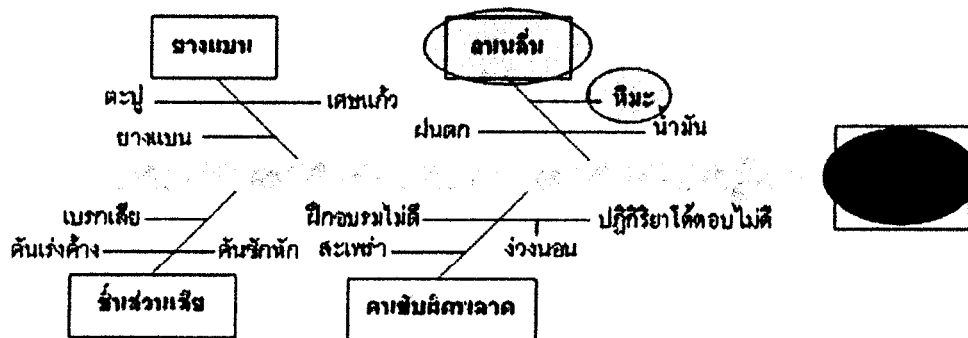 ยางแบน
ถนนลื่น
หิมะ
ตะปู
เศษแก้ว
ยางแบน
ฝนตก
น้ำมัน
เบรกเสีย
คันเร่งค้าง
คันชักหัก
ฝึกอบรมไม่ดี
สะเพร่า
ง่วงนอน
ปฏิกิริยาโต้ตอบไม่ดี
ชิ้นส่วนเสีย
คนขับผิดพลาด